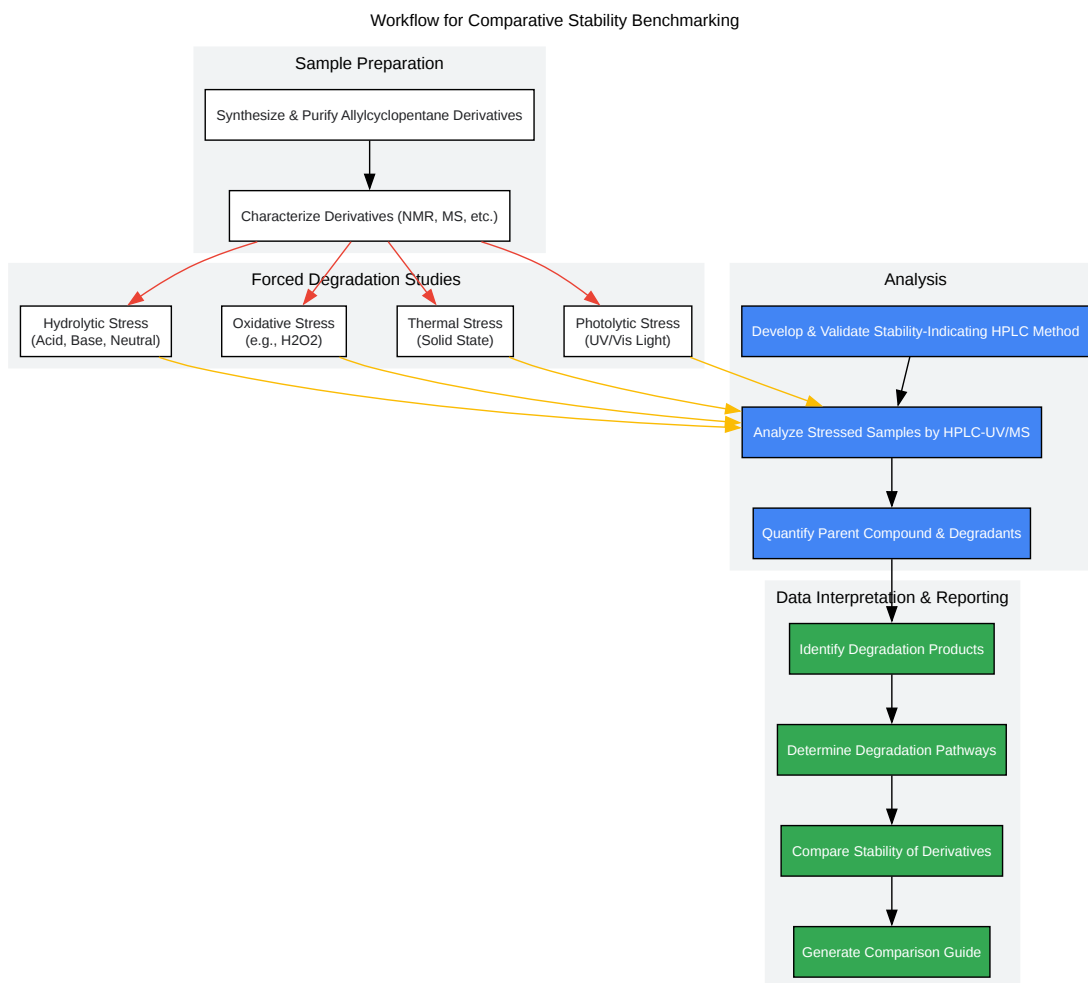 Workflow for Comparative Stability Benchmarking
Sample Preparation
Synthesize & Purify Allylcyclopentane Derivatives
Characterize Derivatives (NMR, MS, etc.)
Forced Degradation Studies
Hydrolytic Stress
(Acid, Base, Neutral)
Oxidative Stress
(e.g., H2O2)
Thermal Stress
(Solid State)
Photolytic Stress
(UV/Vis Light)
Analysis
Develop & Validate Stability-Indicating HPLC Method
Analyze Stressed Samples by HPLC-UV/MS
Quantify Parent Compound & Degradants
Data Interpretation & Reporting
Identify Degradation Products
Determine Degradation Pathways
Compare Stability of Derivatives
Generate Comparison Guide